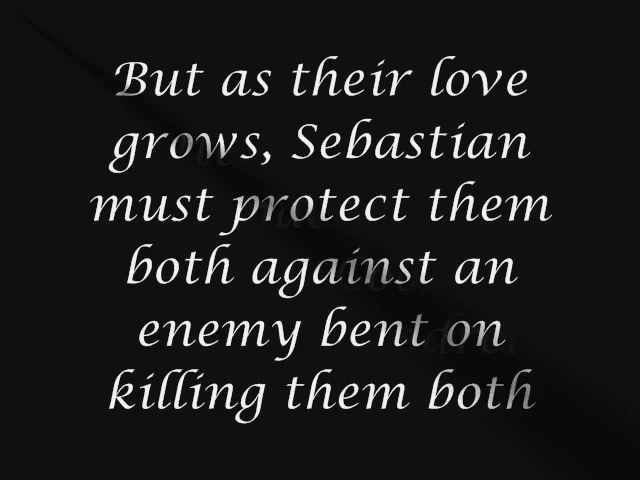 But as their love
grows, Sebastian
must protect them
both against an
enemy bent on
killing them both